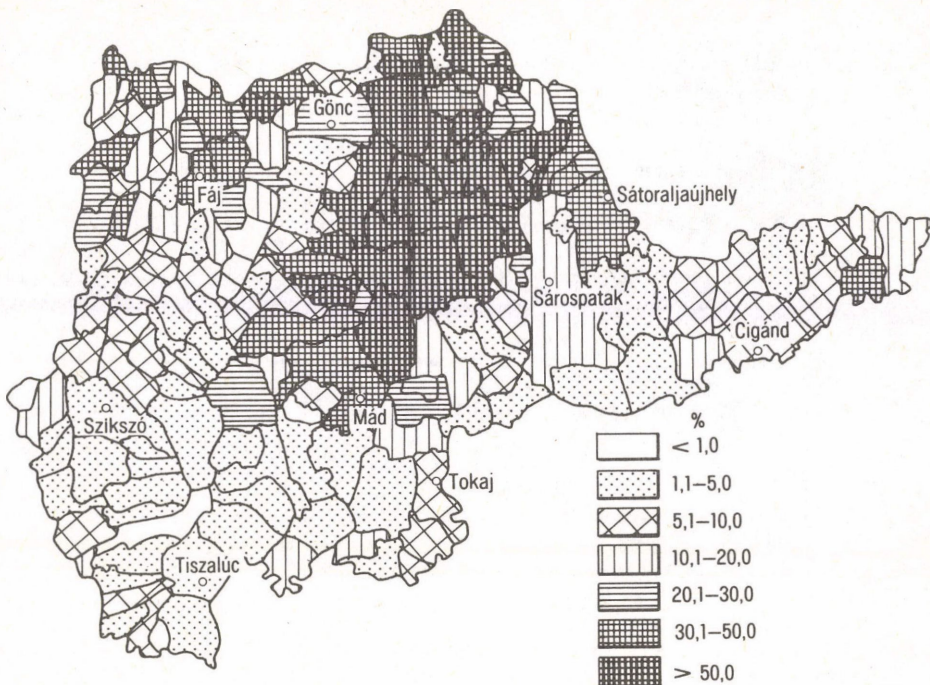 Gönc
Fáj
Sátoraljaújhely
Sárospatak
Cigánd
Mád
Szikszó
Tokaj
Tiszalúc
%
< 1,0
1,1–5,0
5,1–10,0
10,1–20,0
20,1–30,0
30,1–50,0
> 50,0